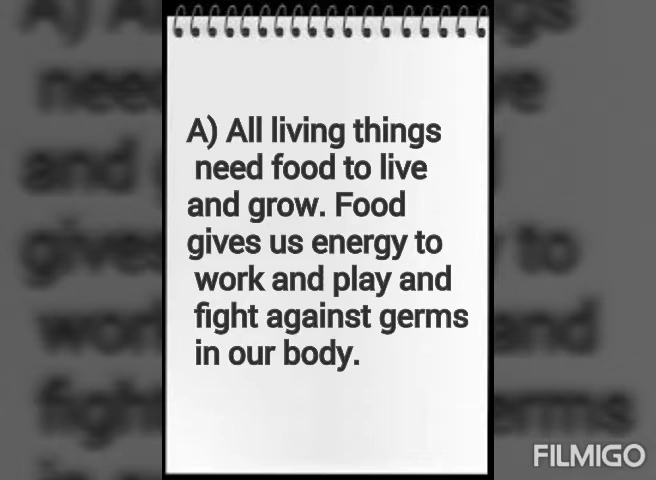 A) All living things
need food to live
and grow. Food
gives us energy to
work and play and
fight against germs
in our body.
FILMIGO